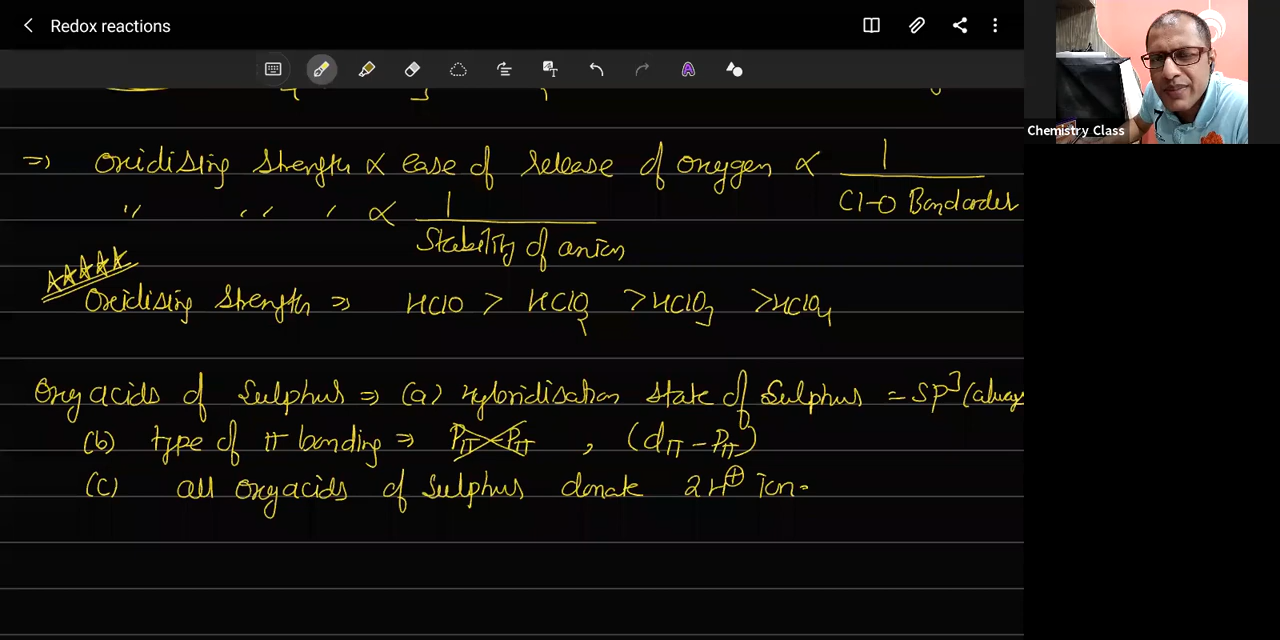 Redox reactions
Chemistry Class
=> Oxidising strength ∝ ease of release of oxygen ∝ 1 / Cl-O Bond order
" " " ∝ 1 / Stability of anion
Oxidising strength => HClO > HClO2 > HClO3 > HClO4
Oxyacids of Sulphur => (a) Hybridisation state of Sulphur = SP3 (always
(b) type of π bonding => Pπ-Pπ , (dπ-Pπ)
(c) all oxyacids of Sulphur donate 2H⊕ ion.